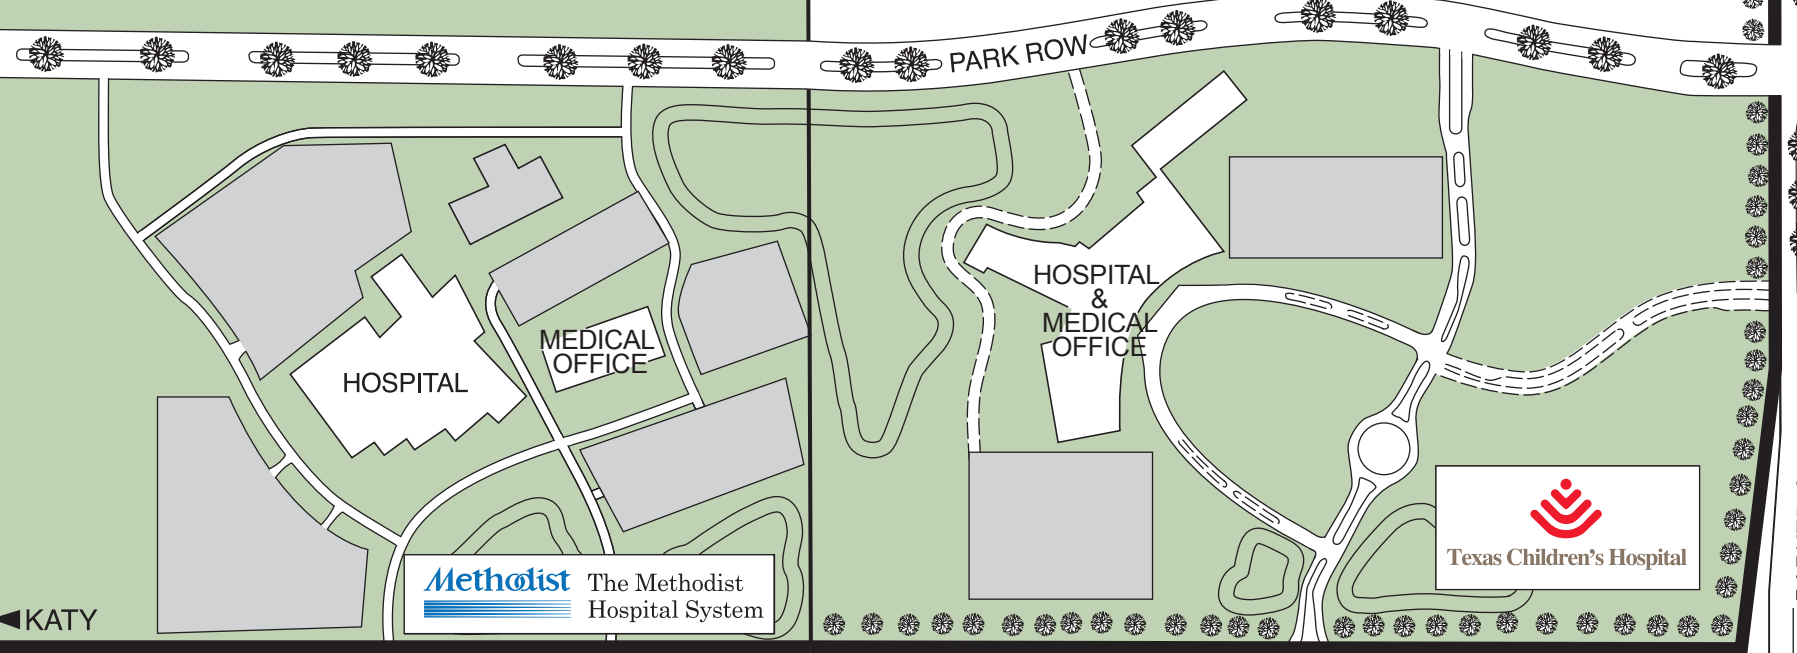 PARK ROW
HOSPITAL
&
MEDICAL
OFFICE
MEDICAL
OFFICE
HOSPITAL
Methodist
The Methodist
Hospital System
Texas Children's Hospital
KATY